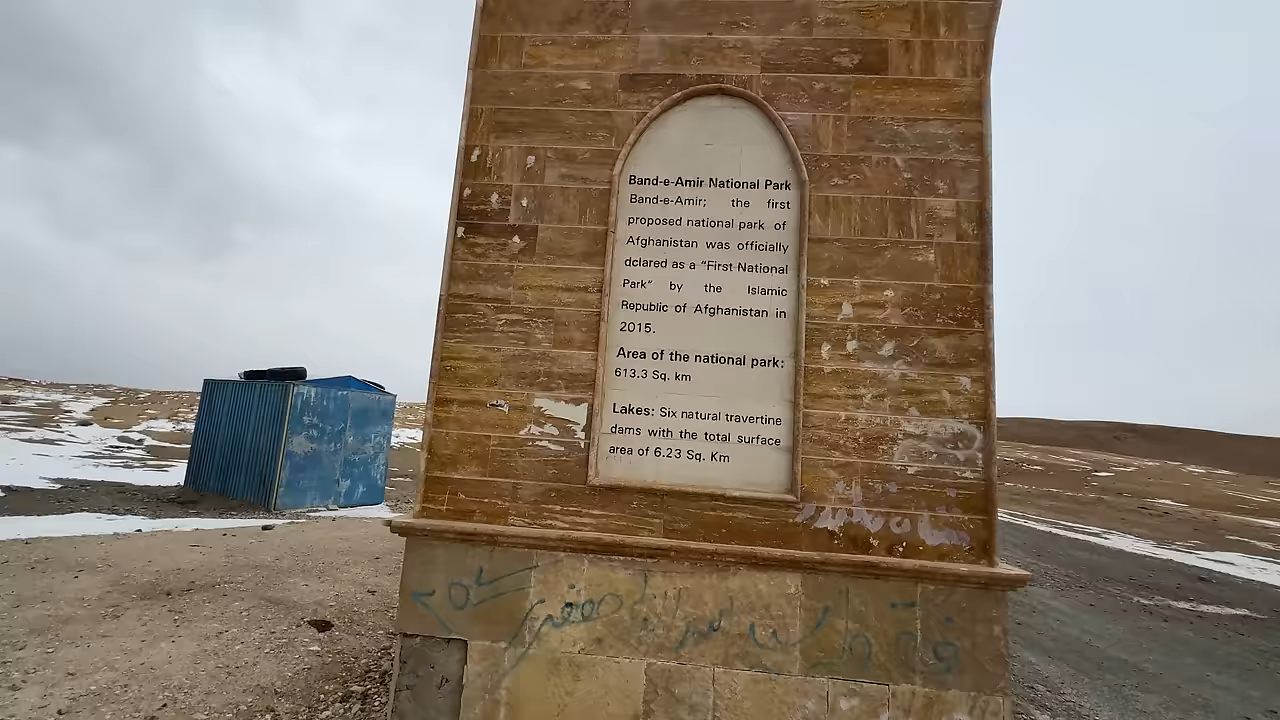 Band-e-Amir National Park
Band-e-Amir; the first
proposed national park of
Afghanistan was officially
dclared as a "First National
Park" by the Islamic
Republic of Afghanistan in
2015.
Area of the national park:
613.3 Sq. km
Lakes: Six natural travertine
dams with the total surface
area of 6.23 Sq. Km